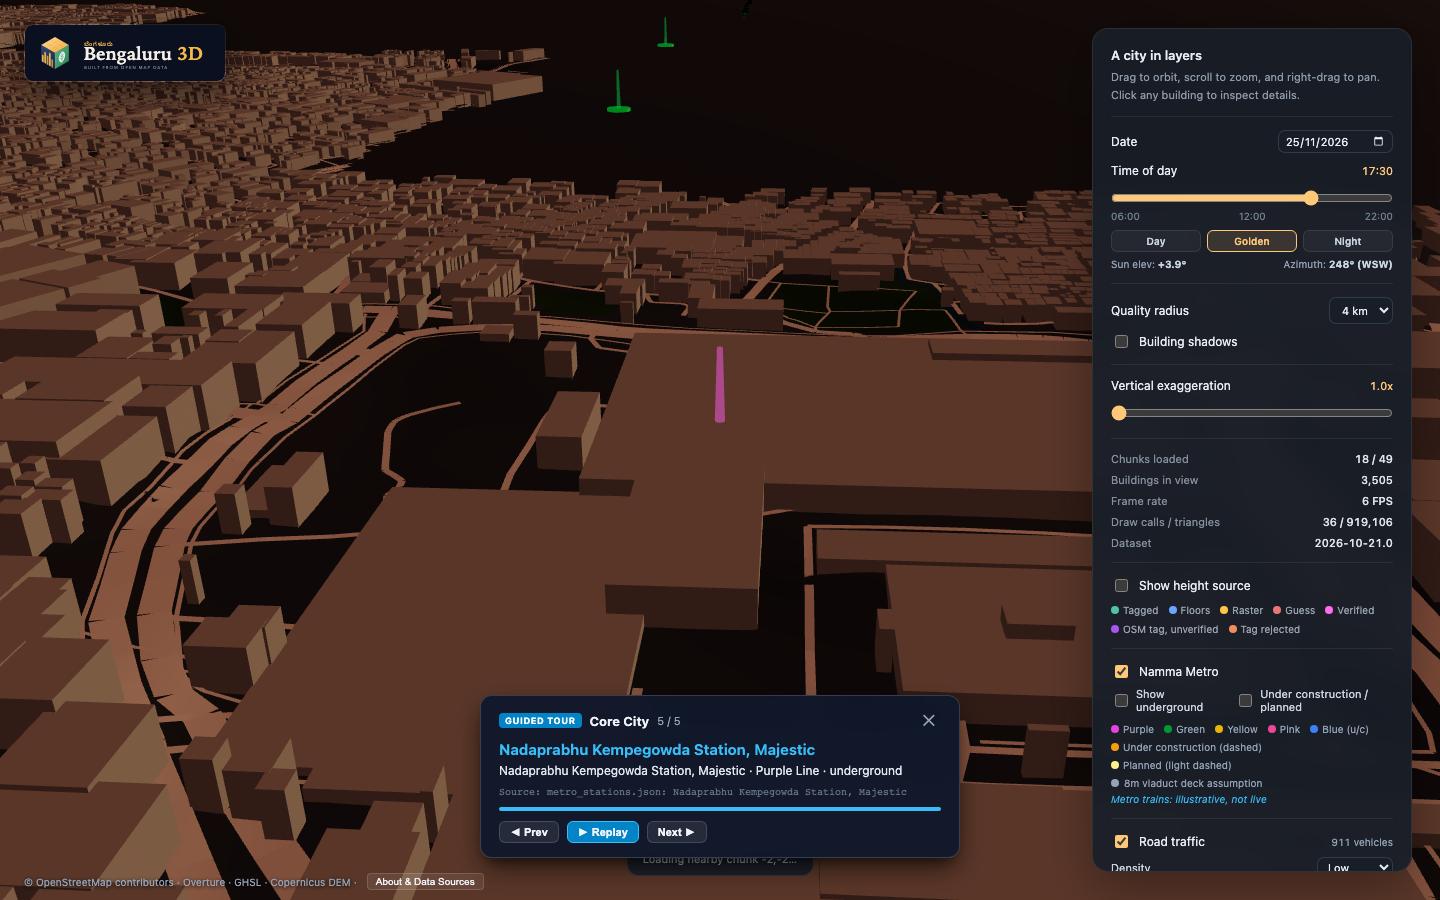 Bengaluru 3D
BUILT FROM OPEN MAP DATA
A city in layers
Drag to orbit, scroll to zoom, and right-drag to pan.
Click any building to inspect details.
Date 25/11/2026
Time of day 17:30
06:00 12:00 22:00
Day Golden Night
Sun elev: +3.9° Azimuth: 248° (WSW)
Quality radius 4 km
Building shadows
Vertical exaggeration 1.0x
Chunks loaded 18 / 49
Buildings in view 3,505
Frame rate 6 FPS
Draw calls / triangles 36 / 919,106
Dataset 2026-10-21.0
Show height source
Tagged Floors Raster Guess Verified
OSM tag, unverified Tag rejected
Namma Metro
Show underground
Under construction / planned
Purple Green Yellow Pink Blue (u/c)
Under construction (dashed)
Planned (light dashed)
8m viaduct deck assumption
Metro trains: illustrative, not live
Road traffic 911 vehicles
Density Low
GUIDED TOUR Core City 5 / 5
Nadaprabhu Kempegowda Station, Majestic
Nadaprabhu Kempegowda Station, Majestic · Purple Line · underground
Source: metro_stations.json: Nadaprabhu Kempegowda Station, Majestic
◀ Prev ▶ Replay Next ▶
Loading nearby chunk -2,-2…
© OpenStreetMap contributors · Overture · GHSL · Copernicus DEM · About & Data Sources